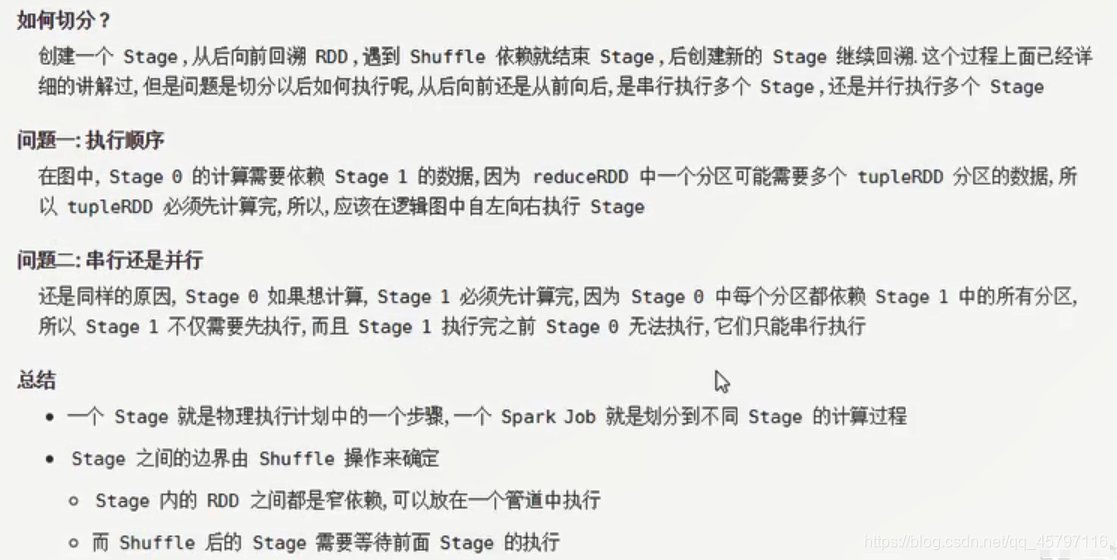 如何切分？
创建一个 Stage,从后向前回溯 RDD,遇到 Shuffle 依赖就结束 Stage,后创建新的 Stage 继续回溯.这个过程上面已经详
细的讲解过,但是问题是切分以后如何执行呢,从后向前还是从前向后,是串行执行多个 Stage,还是并行执行多个 Stage
问题一:执行顺序
在图中, Stage 0 的计算需要依赖 Stage 1 的数据,因为 reduceRDD 中一个分区可能需要多个 tupleRDD 分区的数据,所
以 tupleRDD 必须先计算完,所以,应该在逻辑图中自左向右执行 Stage
问题二:串行还是并行
还是同样的原因, Stage 0 如果想计算, Stage 1 必须先计算完,因为 Stage 0 中每个分区都依赖 Stage 1 中的所有分区,
所以 Stage 1 不仅需要先执行,而且 Stage 1 执行完之前 Stage 0 无法执行,它们只能串行执行
总结
• 一个 Stage 就是物理执行计划中的一个步骤,一个 Spark Job 就是划分到不同 Stage 的计算过程
• Stage 之间的边界由 Shuffle 操作来确定
○ Stage 内的 RDD 之间都是窄依赖,可以放在一个管道中执行
○ 而 Shuffle 后的 Stage 需要等待前面 Stage 的执行
https://blog.csdn.net/qq_45797116